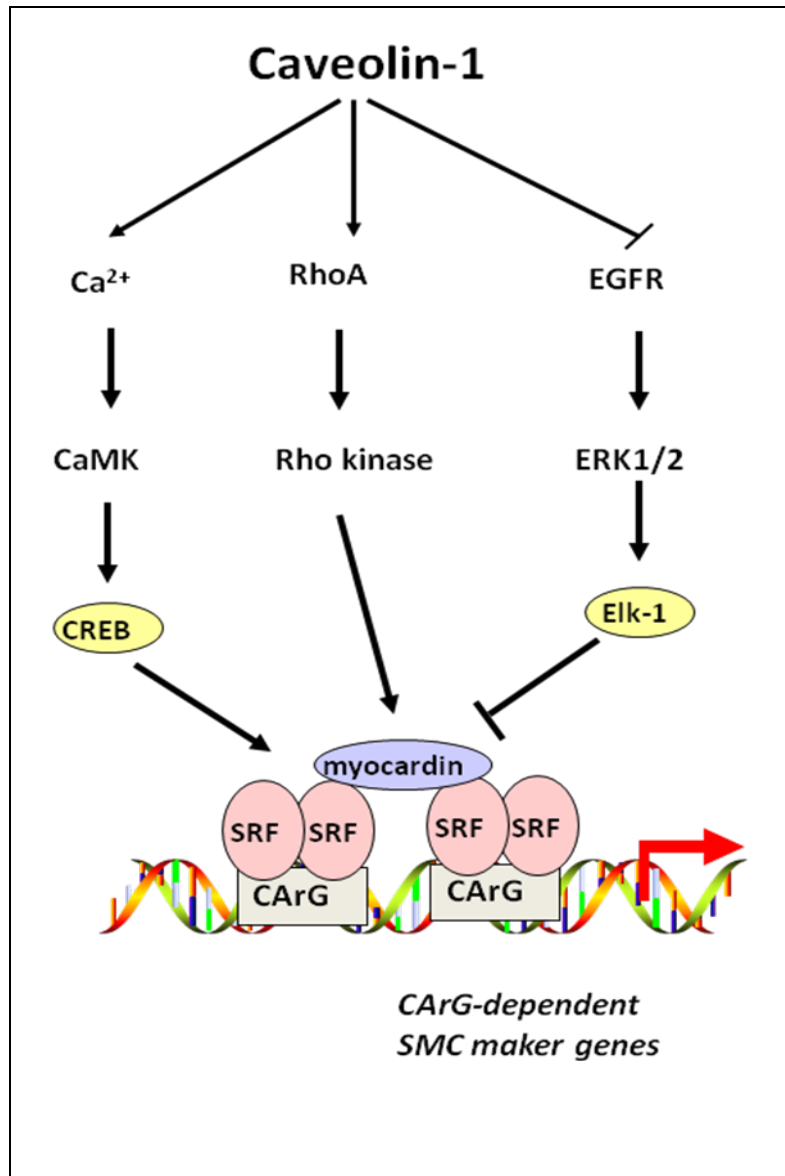 Caveolin-1
Ca²⁺ RhoA EGFR
CaMK Rho kinase ERK1/2
CREB Elk-1
myocardin
SRF SRF SRF SRF
CArG CArG
CArG-dependent
SMC maker genes